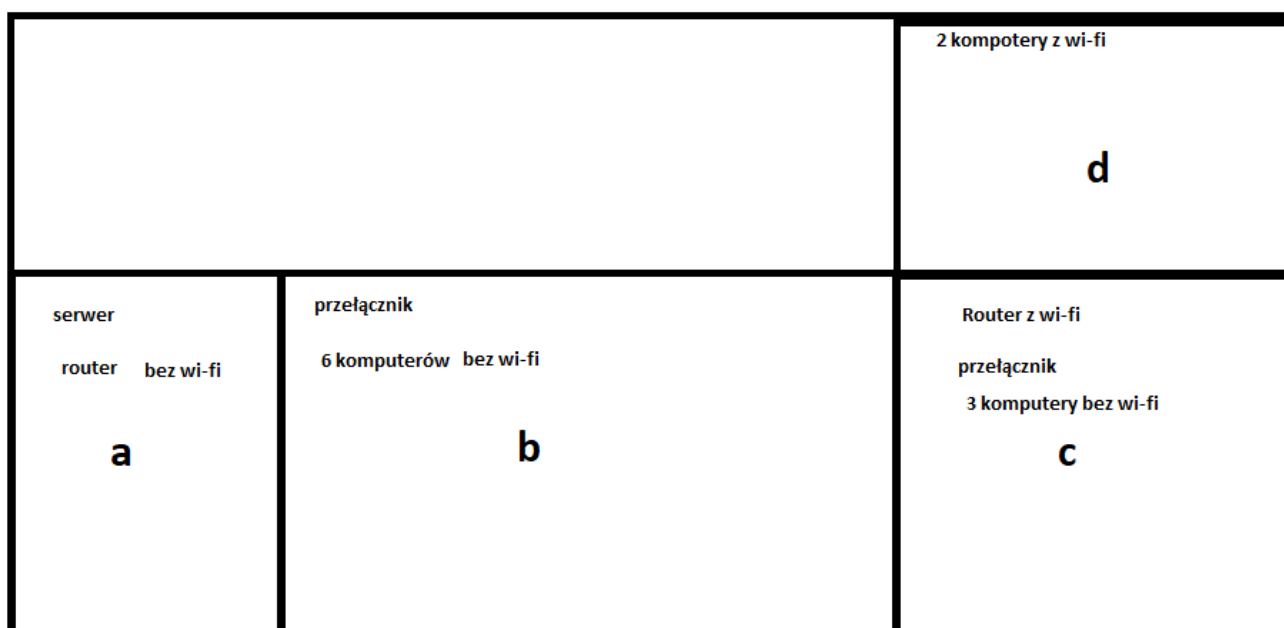 2 kompotery z wi-fi
d
serwer
router bez wi-fi
a
przełącznik
6 komputerów bez wi-fi
b
Router z wi-fi
przełącznik
3 komputery bez wi-fi
c